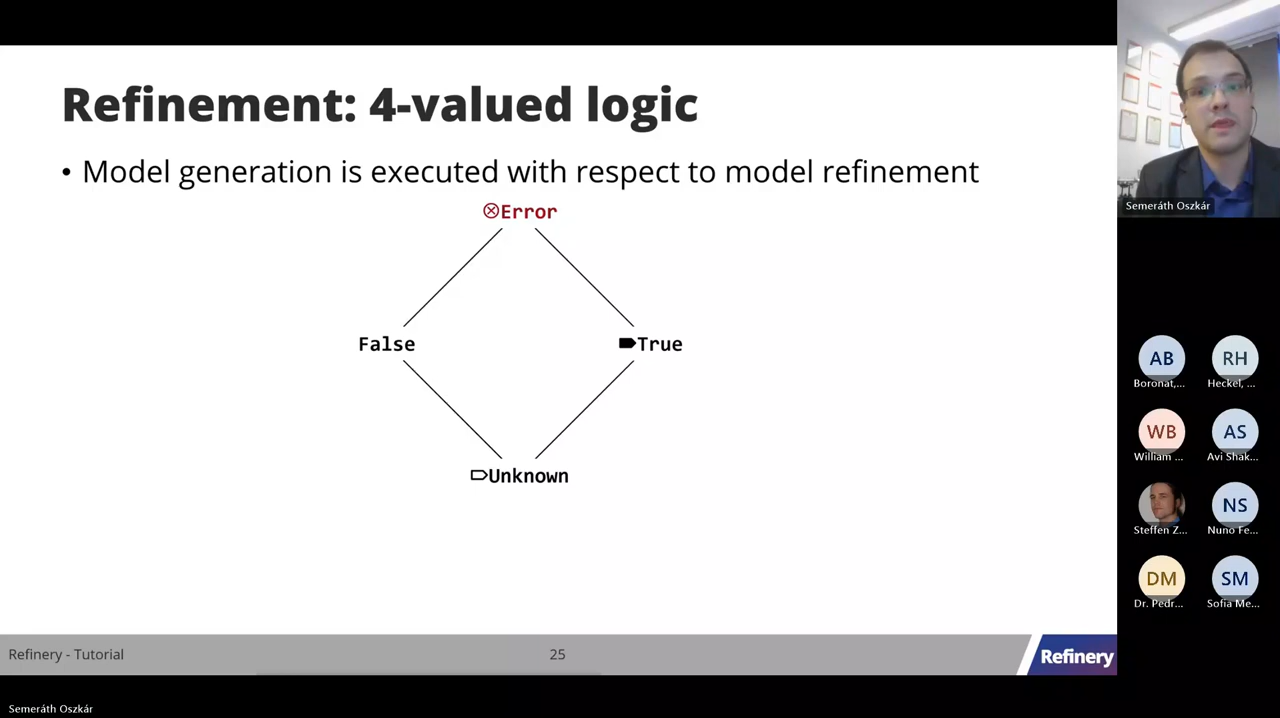 Refinement: 4-valued logic
• Model generation is executed with respect to model refinement
Error
False
True
Unknown
Refinery - Tutorial
25
Refinery
Semeráth Oszkár
Semeráth Oszkár
AB
RH
Boronat,...
Heckel, ...
WB
AS
William ...
Avi Shak...
NS
Steffen Z...
Nuno Fe...
DM
SM
Dr. Pedr...
Sofia Me...